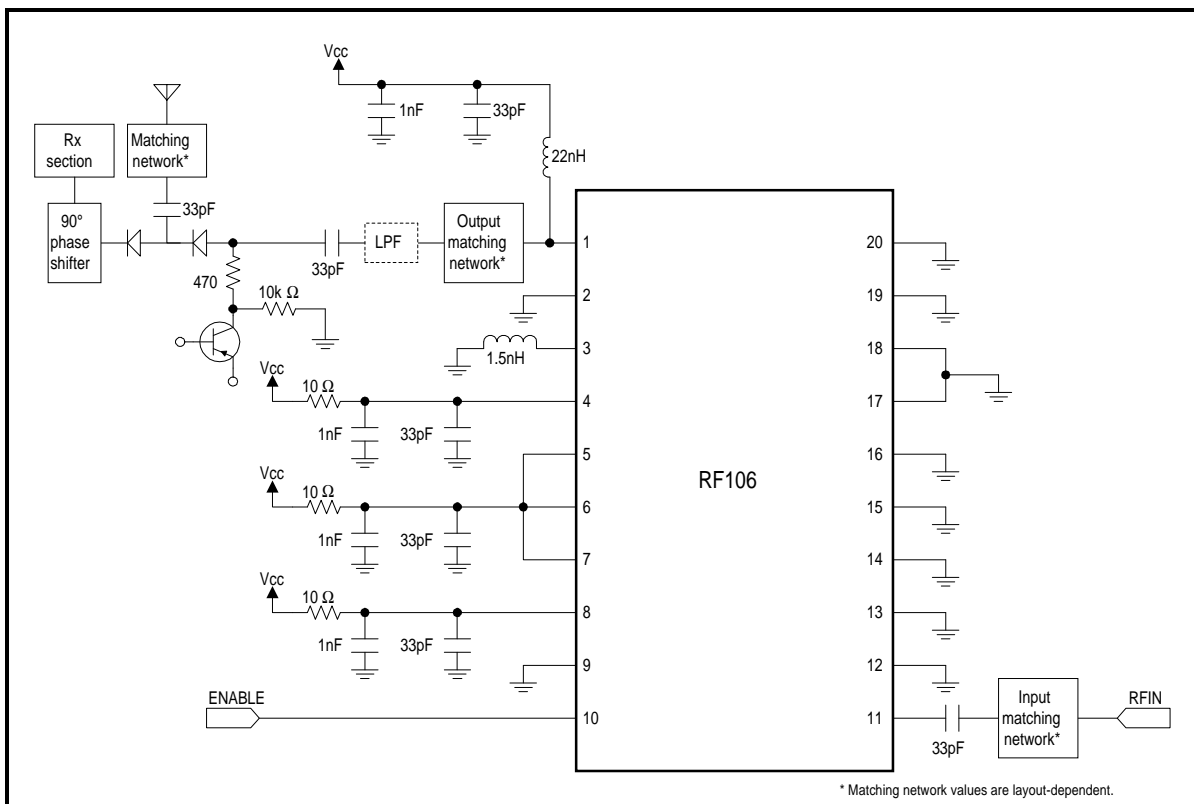 Vcc
1nF
33pF
22nH
Rx
section
Matching
network*
33pF
90°
phase
shifter
LPF
33pF
Output
matching
network*
470
10k Ω
1.5nH
1
2
3
4
5
6
7
8
9
10
20
19
18
17
16
15
14
13
12
11
RF106
Vcc
10 Ω
1nF
33pF
Vcc
10 Ω
1nF
33pF
Vcc
10 Ω
1nF
33pF
ENABLE
33pF
Input
matching
network*
RFIN
* Matching network values are layout-dependent.